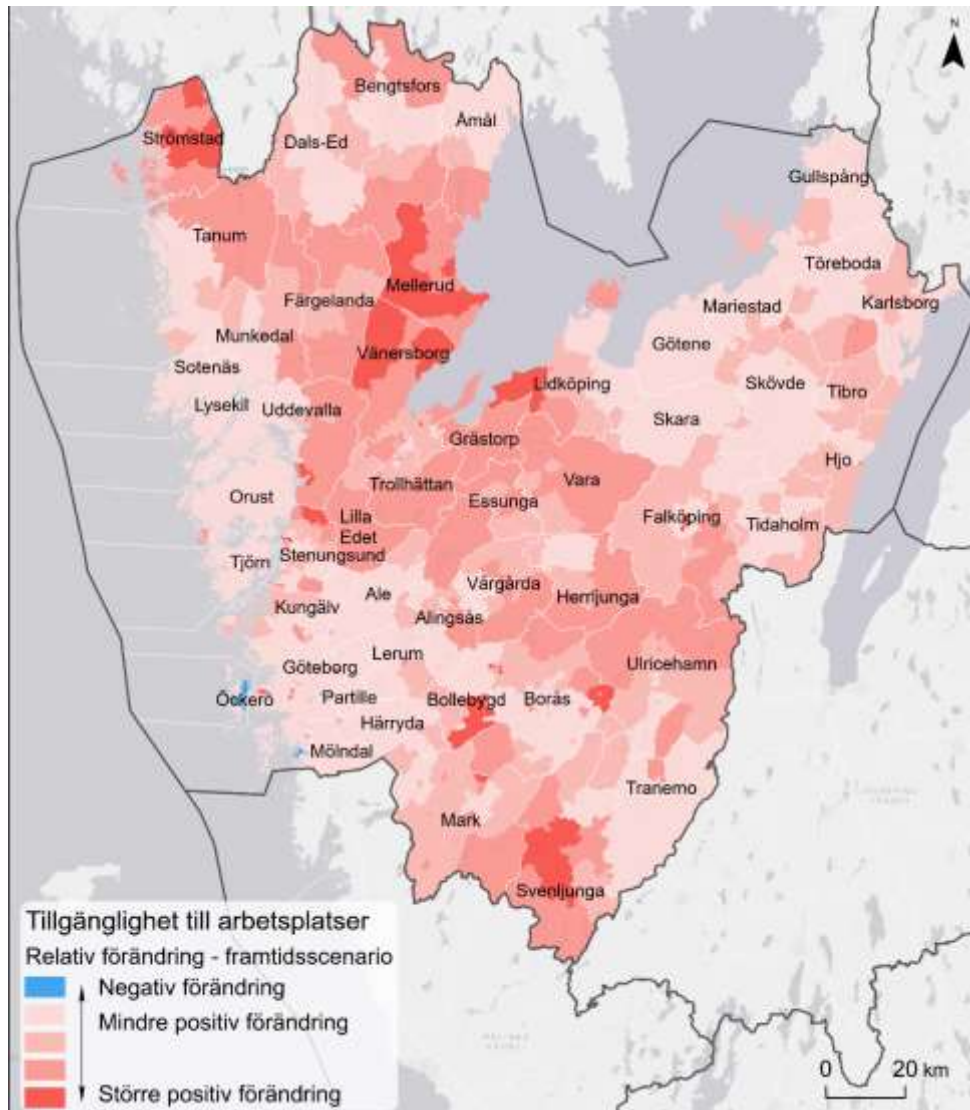 N
Bengtsfors
Åmål
Strömstad
Dals-Ed
Gullspång
Tanum
Töreboda
Mellerud
Färgelanda
Mariestad
Karlsborg
Munkedal
Vänersborg
Götene
Sotenäs
Lidköping
Skövde
Tibro
Lysekil
Uddevalla
Skara
Grästorp
Hjo
Trollhättan
Vara
Orust
Essunga
Lilla
Edet
Falköping
Tidaholm
Stenungsund
Tjörn
Vårgårda
Ale
Herrljunga
Kungälv
Alingsås
Lerum
Göteborg
Ulricehamn
Öckerö
Partille
Bollebygd
Borås
Härryda
Mölndal
Tranemo
Mark
Svenljunga
Tillgänglighet till arbetsplatser
Relativ förändring - framtidsscenario
Negativ förändring
Mindre positiv förändring
Större positiv förändring
0 20 km